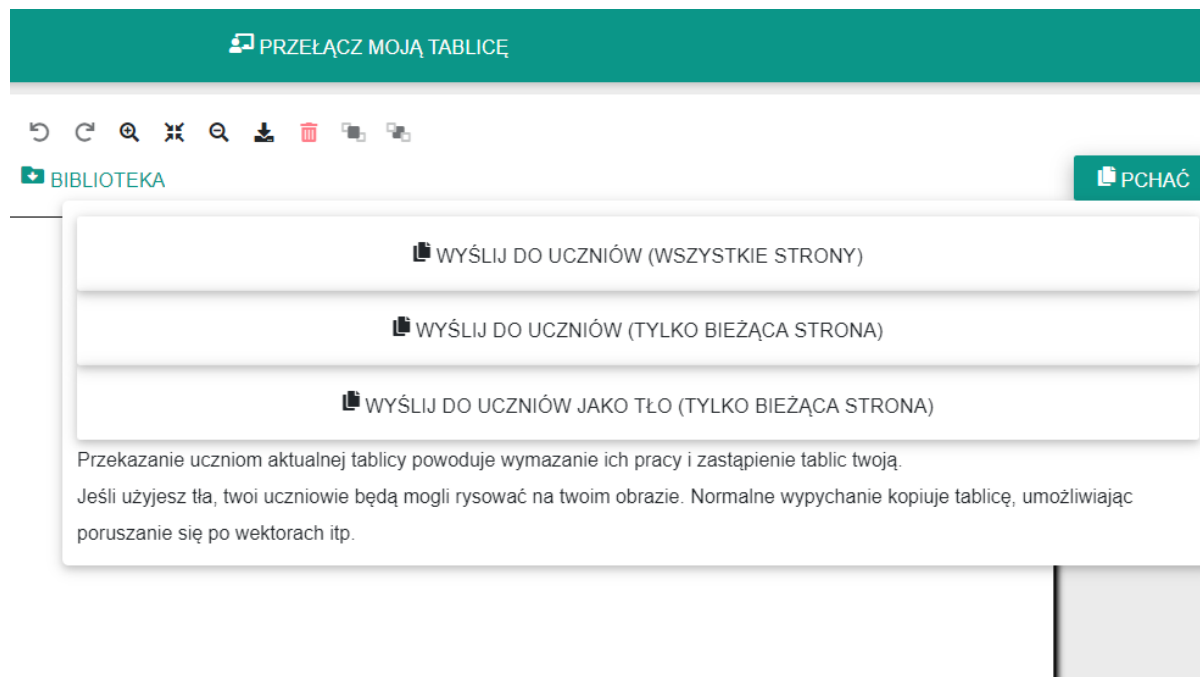 PRZEŁĄCZ MOJĄ TABLICĘ
BIBLIOTEKA
PCHAĆ
WYŚLIJ DO UCZNIÓW (WSZYSTKIE STRONY)
WYŚLIJ DO UCZNIÓW (TYLKO BIEŻĄCA STRONA)
WYŚLIJ DO UCZNIÓW JAKO TŁO (TYLKO BIEŻĄCA STRONA)
Przekazanie uczniom aktualnej tablicy powoduje wymazanie ich pracy i zastąpienie tablic twoją.
Jeśli użyjesz tła, twoi uczniowie będą mogli rysować na twoim obrazie. Normalne wypychanie kopiuje tablicę, umożliwiając
poruszanie się po wektorach itp.